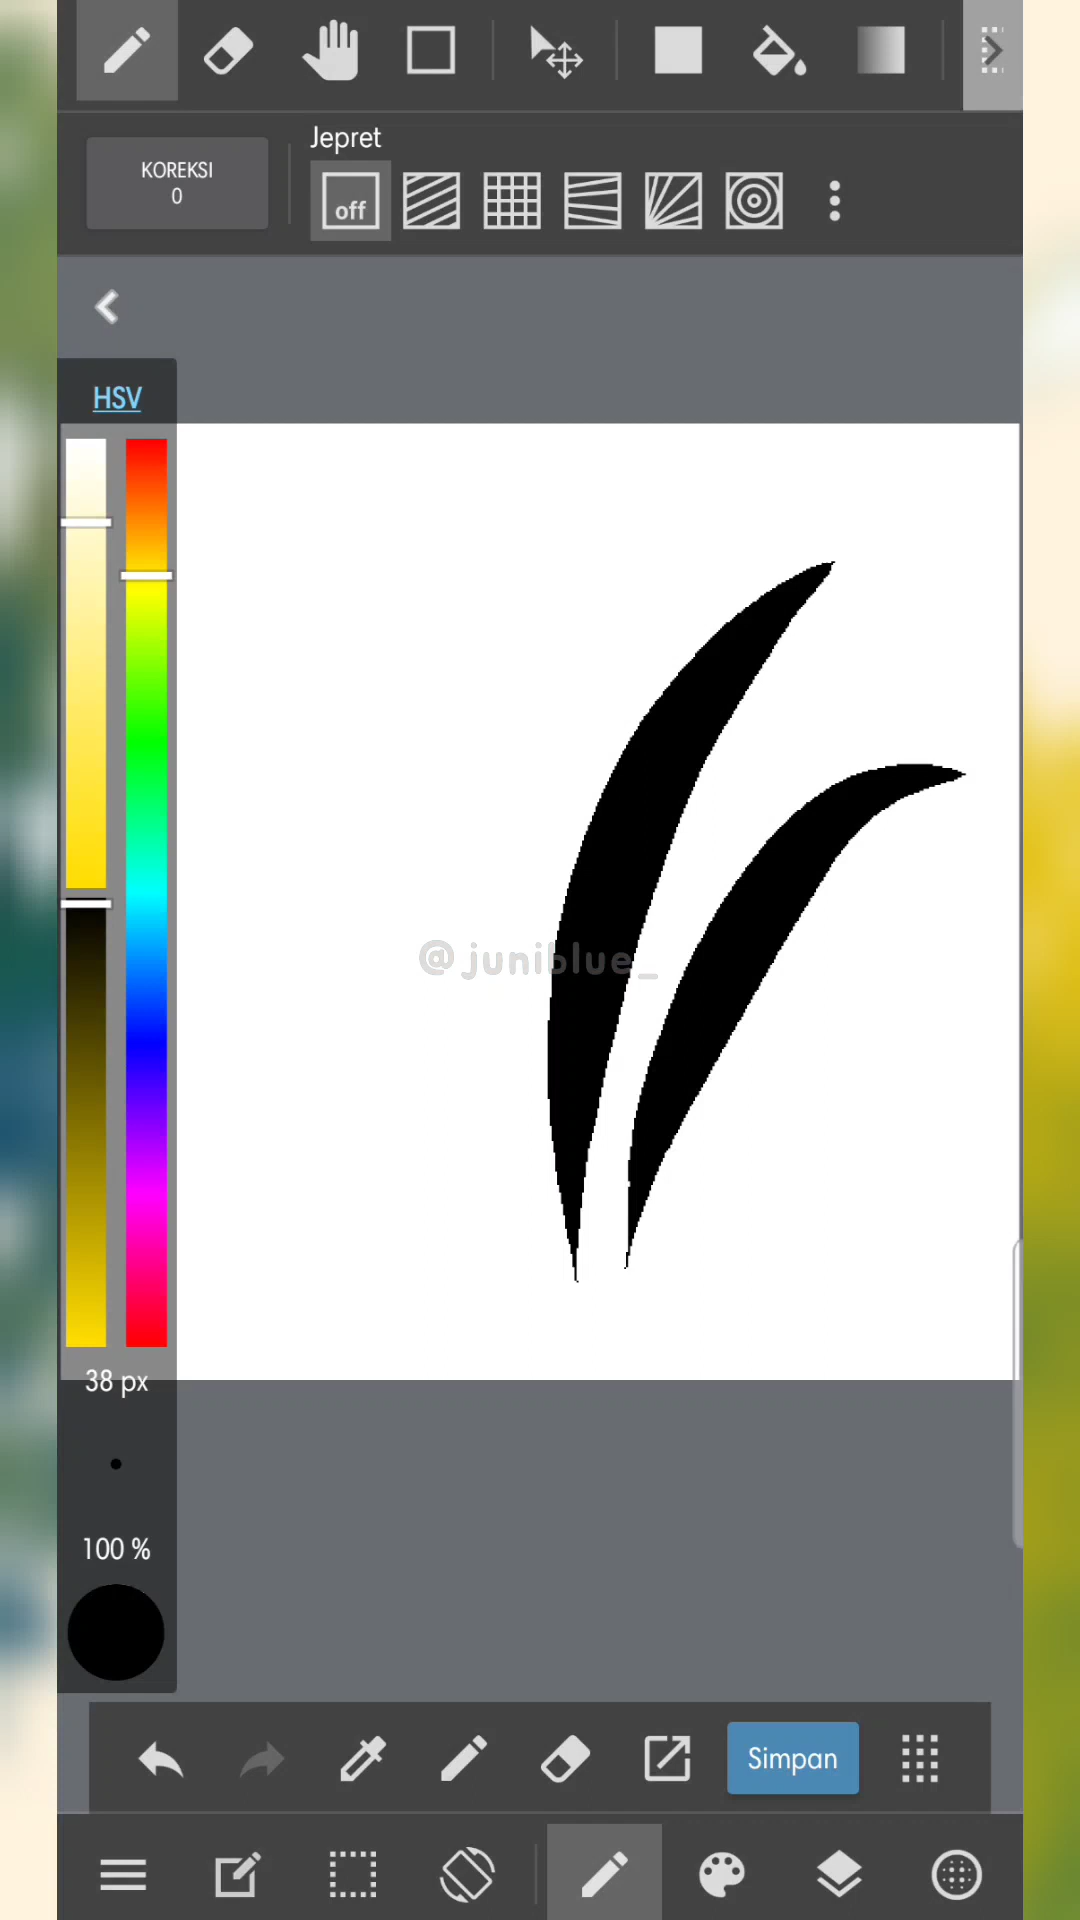 Jepret
KOREKSI
0
off
HSV
@juniblue_
38 px
100 %
Simpan